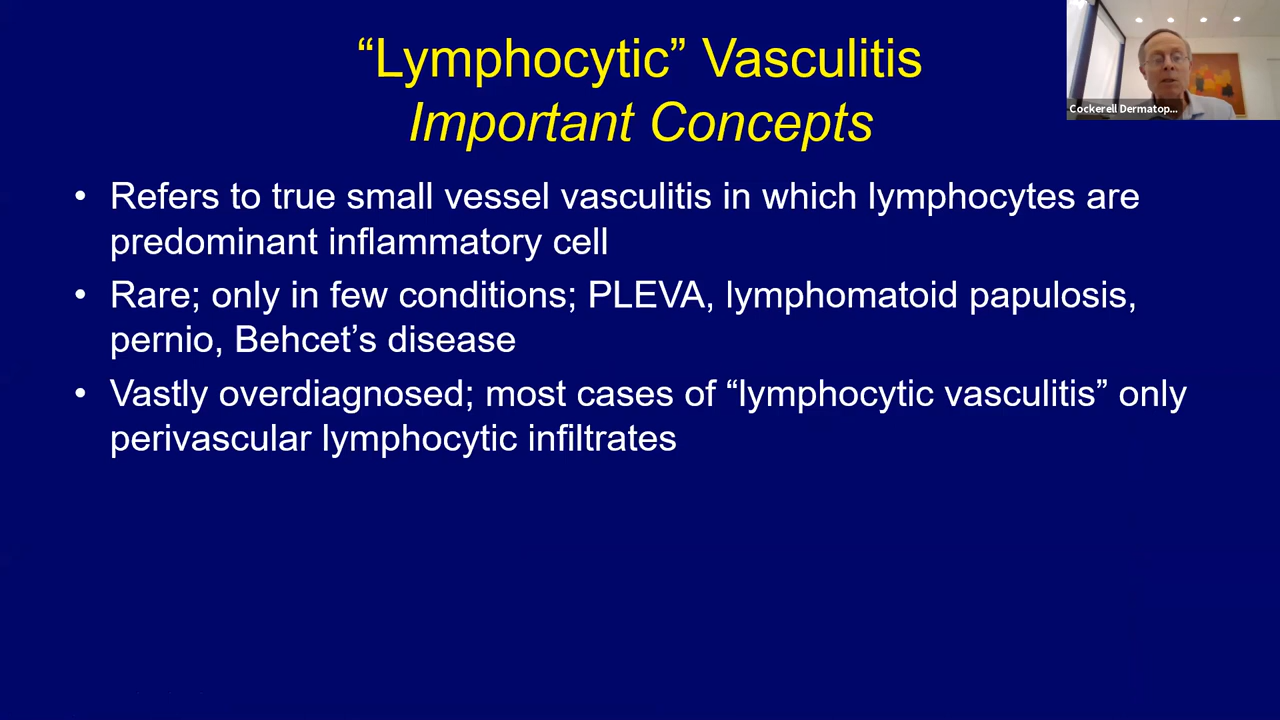 “Lymphocytic” Vasculitis
Important Concepts
Cockerell Dermatop...
• Refers to true small vessel vasculitis in which lymphocytes are
predominant inflammatory cell
• Rare; only in few conditions; PLEVA, lymphomatoid papulosis,
pernio, Behcet’s disease
• Vastly overdiagnosed; most cases of “lymphocytic vasculitis” only
perivascular lymphocytic infiltrates